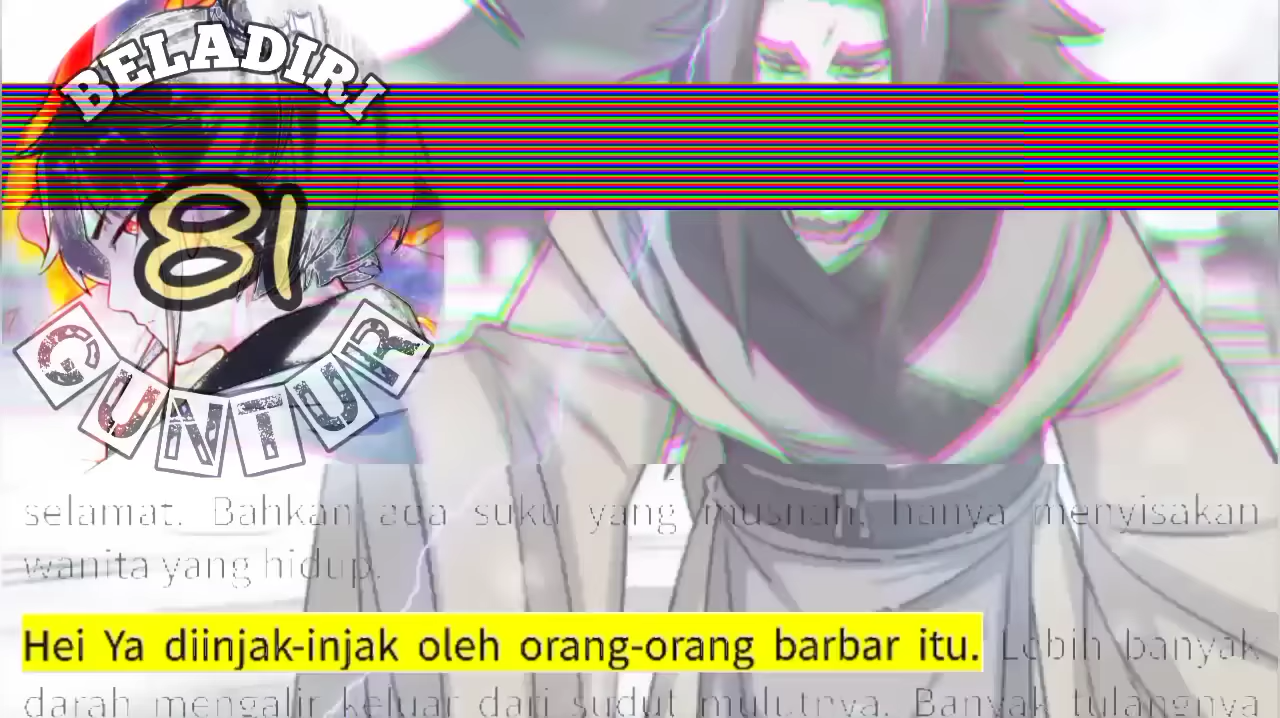 BELADIRI
81
GUNTUR
selamat. Bahkan ada suku yang musnah, hanya menyisakan
wanita yang hidup.
Hei Ya diinjak-injak oleh orang-orang barbar itu. Lebih banyak
darah mengalir keluar dari sudut mulutnya. Banyak tulangnya